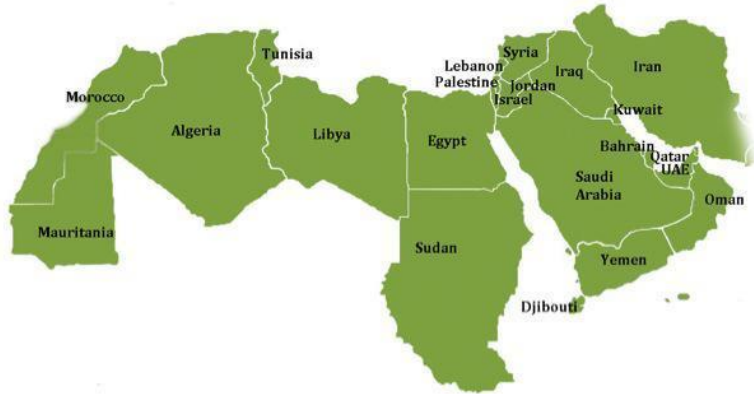 Tunisia
Syria
Lebanon
Iran
Iraq
Palestine
Jordan
Morocco
Israel
Kuwait
Algeria
Libya
Egypt
Bahrain
Qatar
UAE
Saudi
Arabia
Oman
Mauritania
Sudan
Yemen
Djibouti